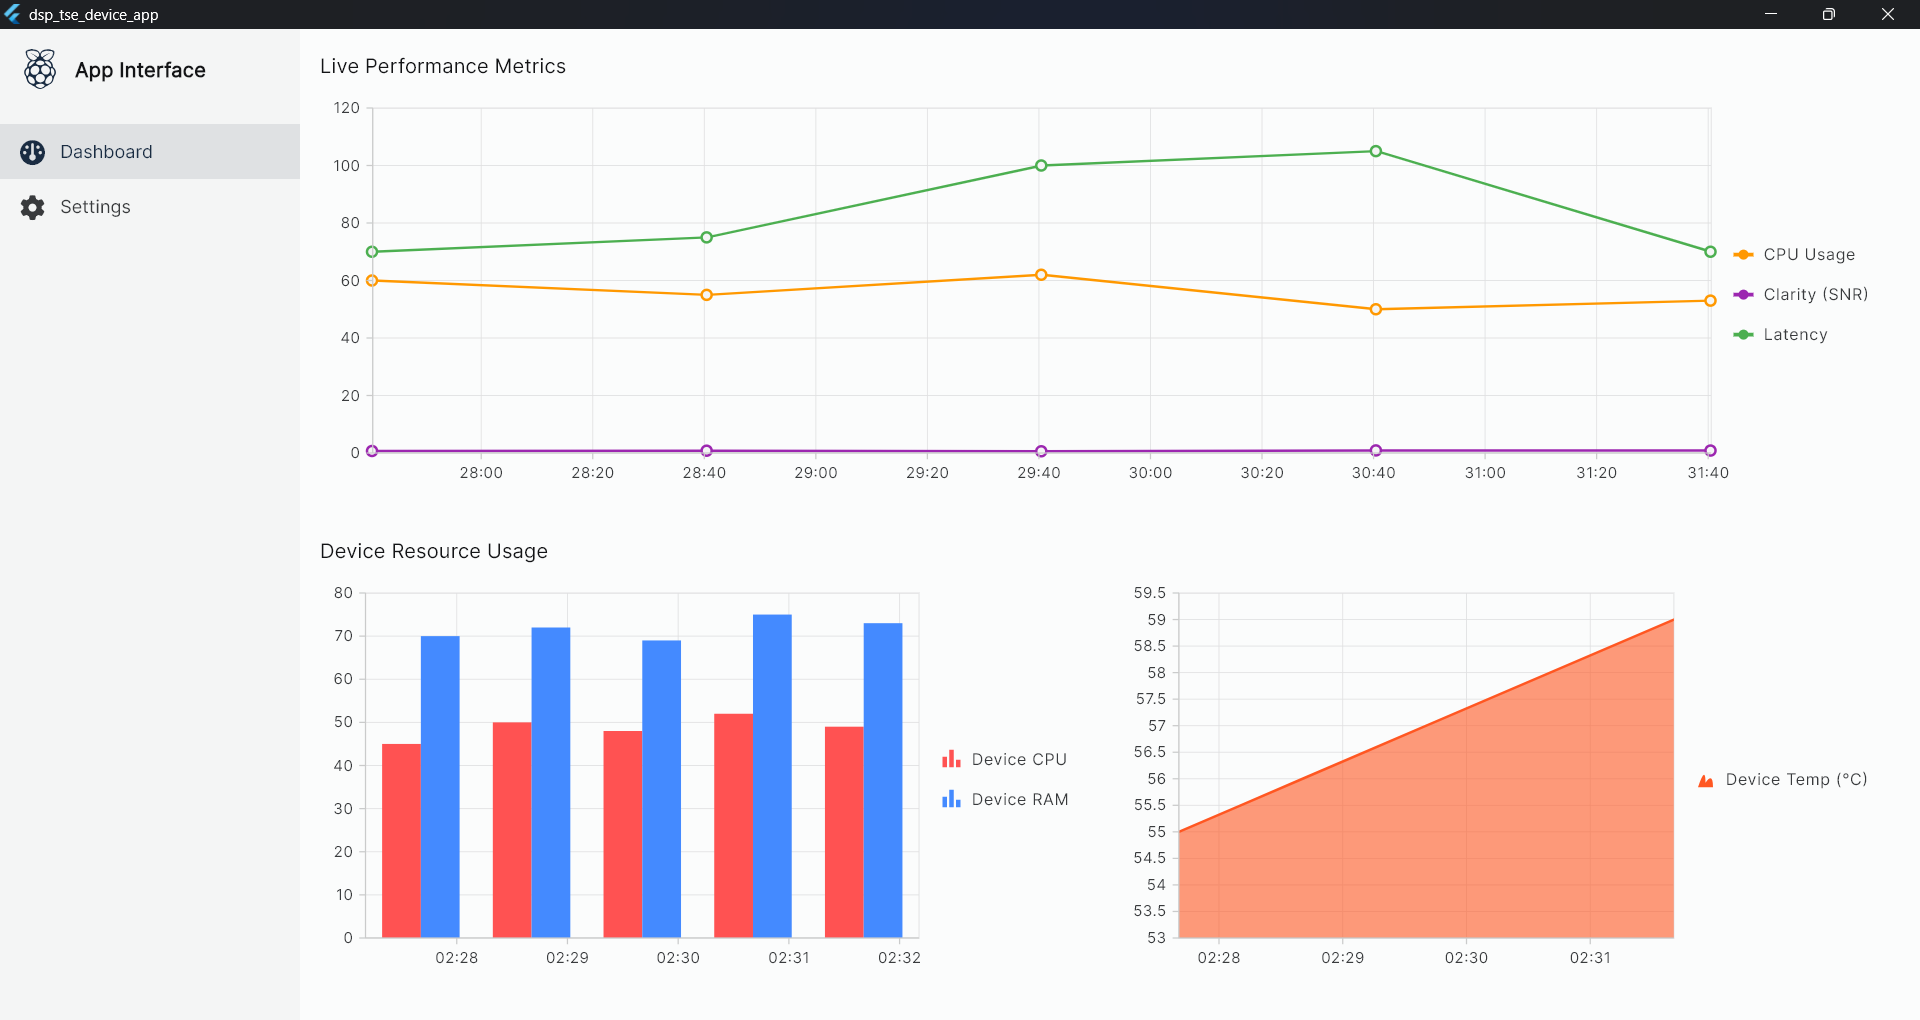 dsp_tse_device_app
App Interface
Dashboard
Settings
Live Performance Metrics
120
100
80
60
40
20
0
28:00 28:20 28:40 29:00 29:20 29:40 30:00 30:20 30:40 31:00 31:20 31:40
CPU Usage
Clarity (SNR)
Latency
Device Resource Usage
80
70
60
50
40
30
20
10
0
02:28 02:29 02:30 02:31 02:32
Device CPU
Device RAM
59.5
59
58.5
58
57.5
57
56.5
56
55.5
55
54.5
54
53.5
53
02:28 02:29 02:30 02:31
Device Temp (°C)